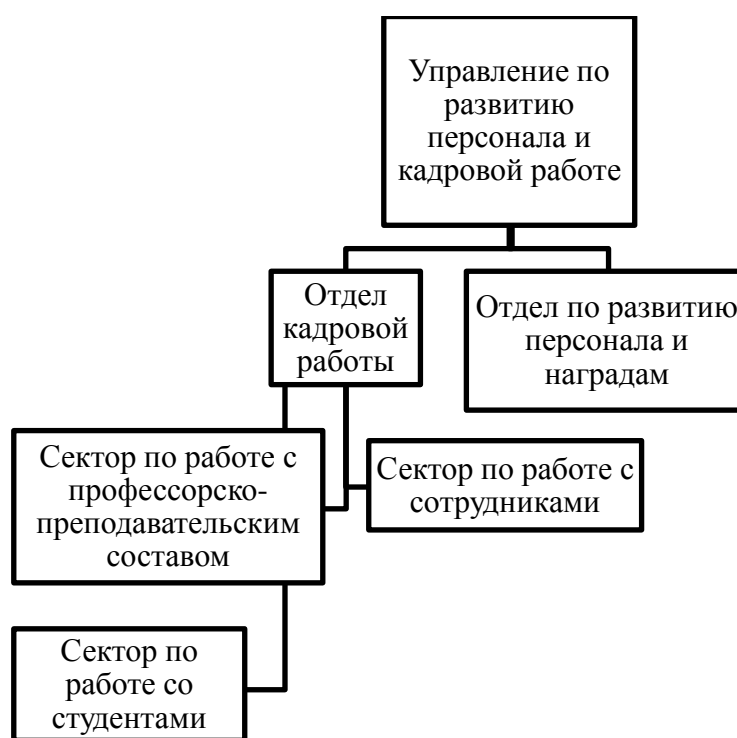 Управление по
развитию
персонала и
кадровой работе
Отдел
кадровой
работы
Отдел по развитию
персонала и
наградам
Сектор по работе с
профессорско-
преподавательским
составом
Сектор по работе с
сотрудниками
Сектор по
работе со
студентами